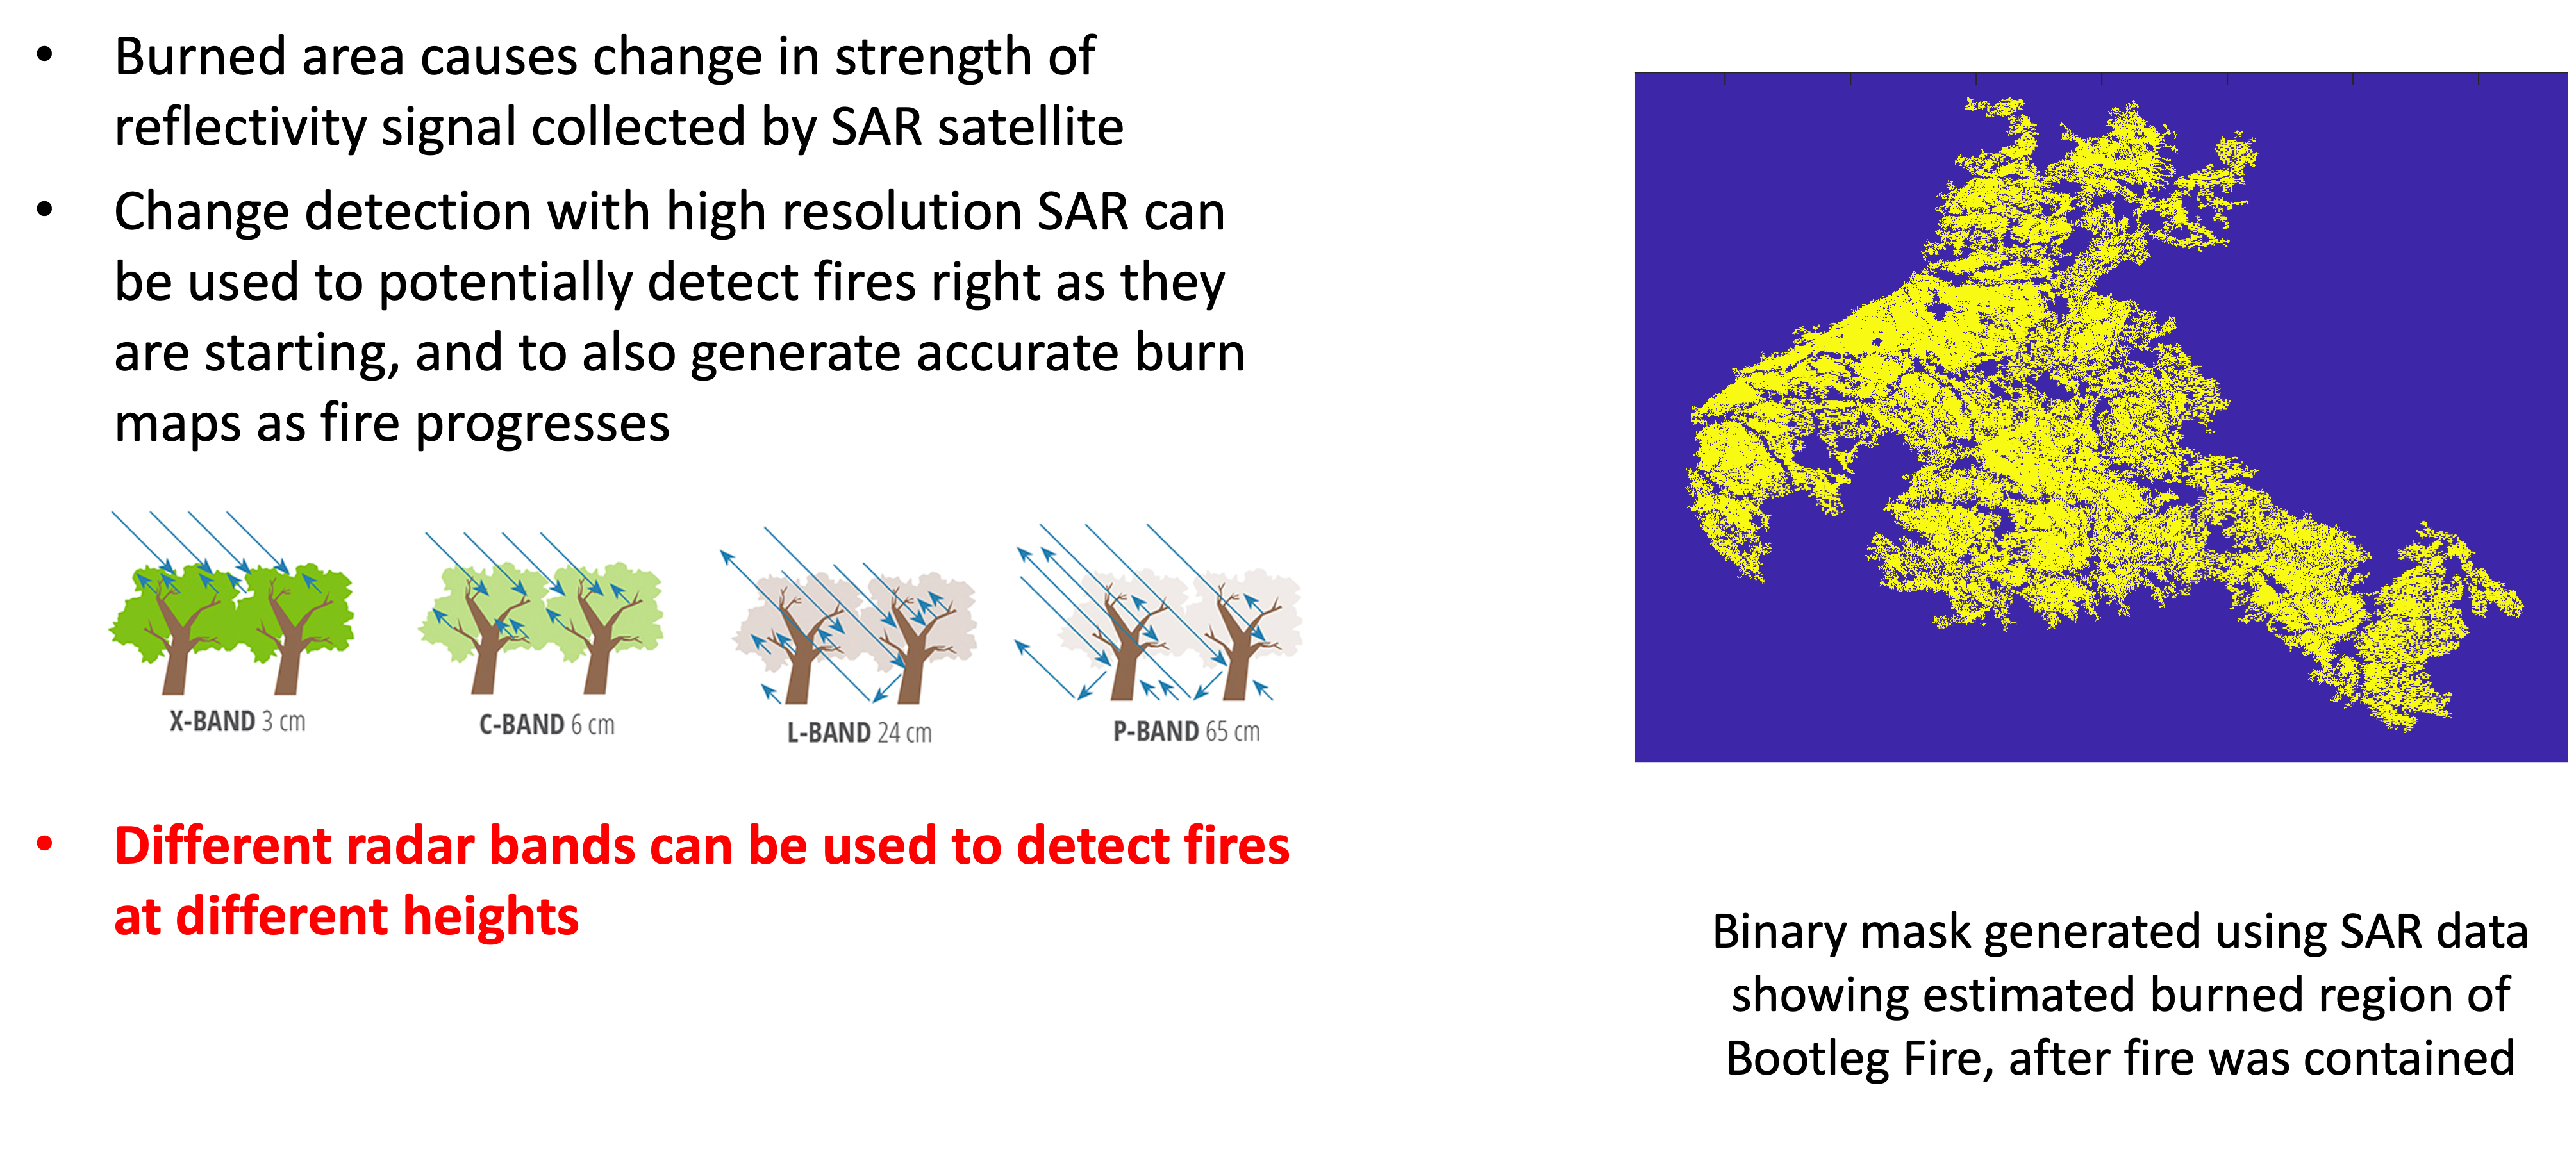 • Burned area causes change in strength of
reflectivity signal collected by SAR satellite
• Change detection with high resolution SAR can
be used to potentially detect fires right as they
are starting, and to also generate accurate burn
maps as fire progresses
X-BAND 3 cm
C-BAND 6 cm
L-BAND 24 cm
P-BAND 65 cm
• Different radar bands can be used to detect fires
at different heights
Binary mask generated using SAR data
showing estimated burned region of
Bootleg Fire, after fire was contained